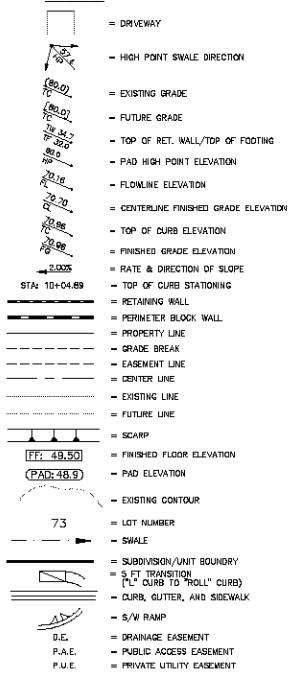 = DRIVEWAY
57.4
HP
- HIGH POINT SWALE DIRECTION
(80.0)
TC
= EXISTING GRADE
[80.0]
TC
- FUTURE GRADE
TW 34.7
TF 32.0
- TOP OF RET. WALL/TOP OF FOOTING
80.0
HP
- PAD HIGH POINT ELEVATION
70.16
FL
- FLOWLINE ELEVATION
70.70
CL
= CENTERLINE FINISHED GRADE ELEVATION
70.96
TC
- TOP OF CURB ELEVATION
70.96
FG
= FINISHED GRADE ELEVATION
2.00%
= RATE & DIRECTION OF SLOPE
STA: 10+04.89 - TOP OF CURB STATIONING
= RETAINING WALL
= PERIMETER BLOCK WALL
= PROPERTY LINE
- GRADE BREAK
= EASEMENT LINE
= CENTER LINE
- EXISTING LINE
= FUTURE LINE
= SCARP
FF: 49.50 = FINISHED FLOOR ELEVATION
PAD: 48.9 - PAD ELEVATION
- EXISTING CONTOUR
73 = LOT NUMBER
- SWALE
= SUBDIVISION/UNIT BOUNDRY
= 5 FT TRANSITION
("L" CURB TO "ROLL" CURB)
- CURB, GUTTER, AND SIDEWALK
- S/W RAMP
D.E. = DRAINAGE EASEMENT
P.A.E. - PUBLIC ACCESS EASEMENT
P.U.E. = PRIVATE UTILITY EASEMENT